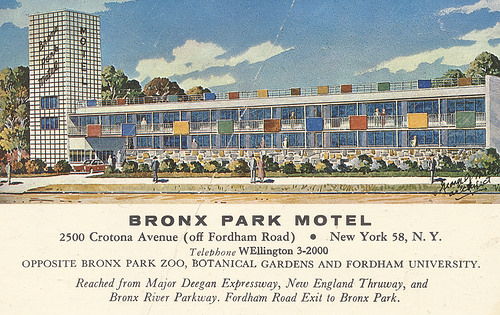 BRONX PARK MOTEL
2500 Crotona Avenue (off Fordham Road) • New York 58, N. Y.
Telephone WEllington 3-2000
OPPOSITE BRONX PARK ZOO, BOTANICAL GARDENS AND FORDHAM UNIVERSITY.
Reached from Major Deegan Expressway, New England Thruway, and
Bronx River Parkway. Fordham Road Exit to Bronx Park.